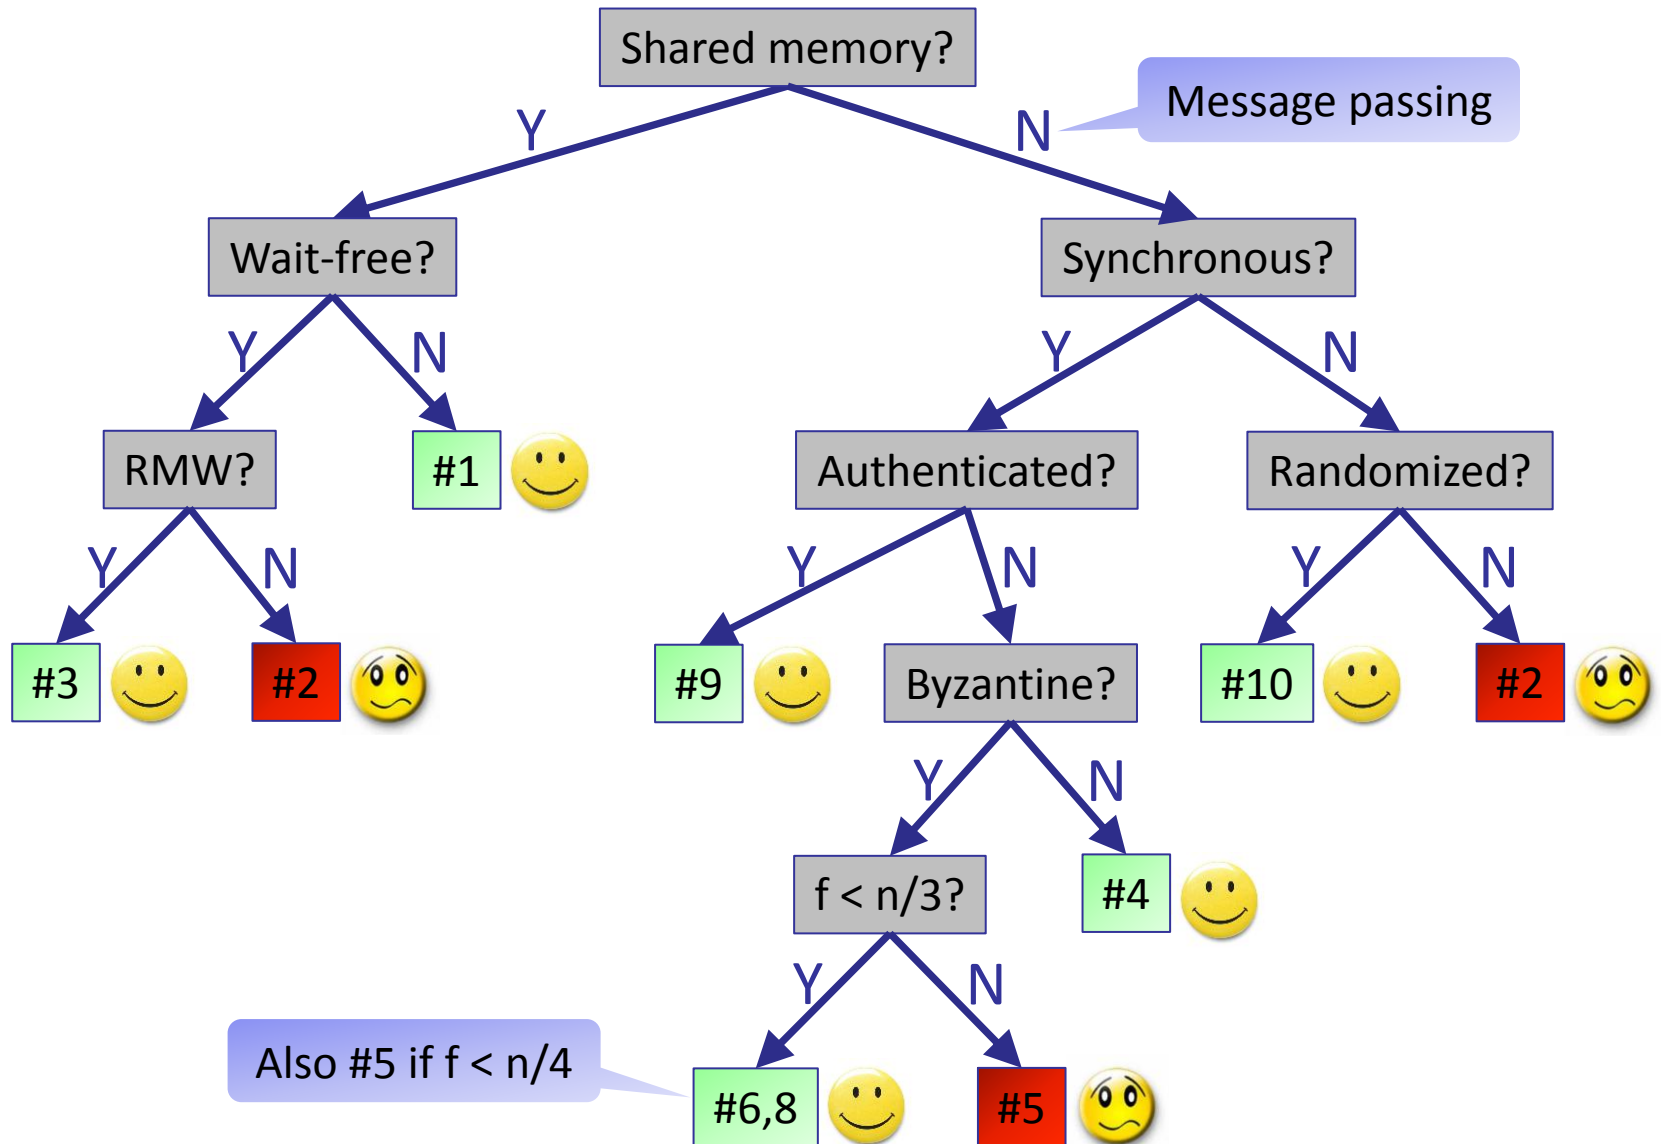 Shared memory?
Message passing
Y
N
Wait-free?
Synchronous?
Y
N
Y
N
RMW?
#1
Authenticated?
Randomized?
Y
N
Y
N
Y
N
#3
#2
#9
Byzantine?
#10
#2
Y
N
f < n/3?
#4
Y
N
Also #5 if f < n/4
#6,8
#5